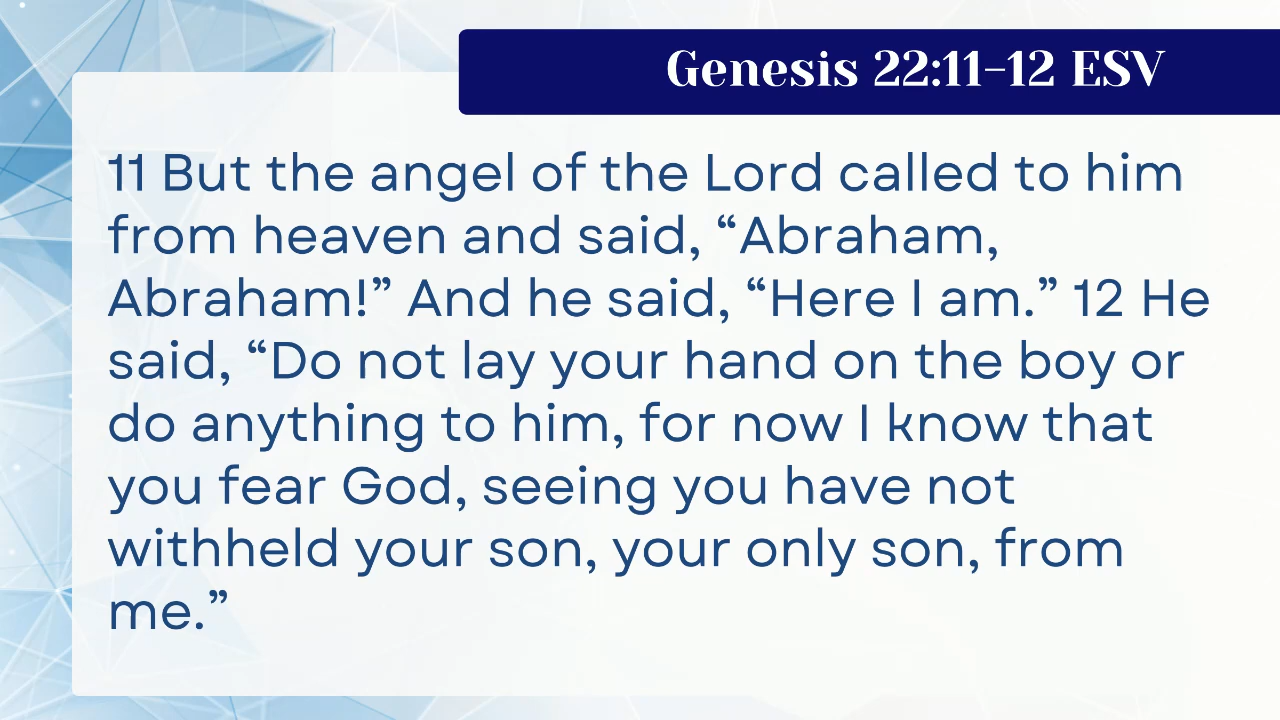 Genesis 22:11-12 ESV
11 But the angel of the Lord called to him
from heaven and said, “Abraham,
Abraham!” And he said, “Here I am.” 12 He
said, “Do not lay your hand on the boy or
do anything to him, for now I know that
you fear God, seeing you have not
withheld your son, your only son, from
me.”